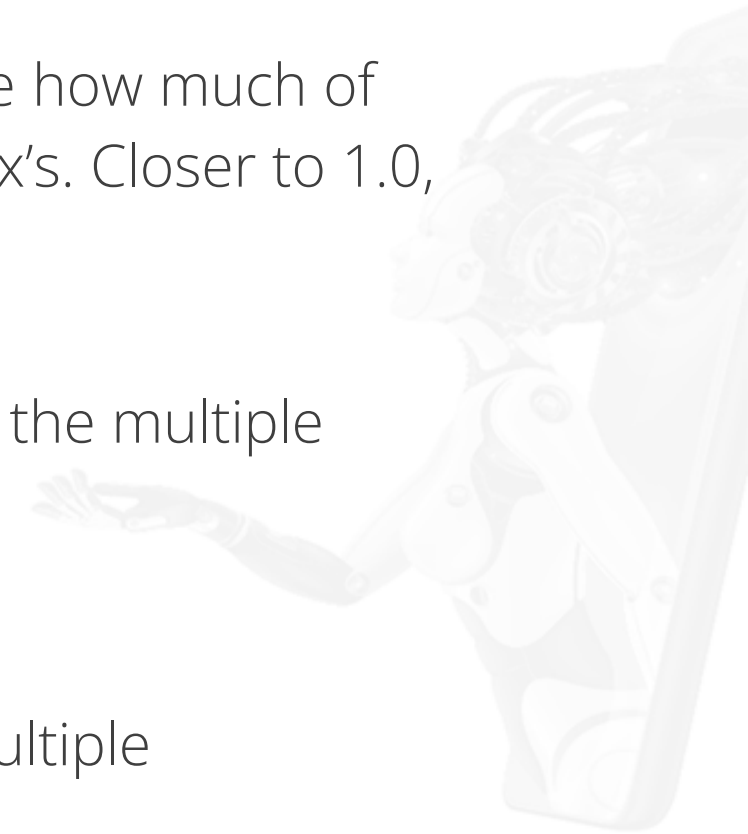 e how much of
x’s. Closer to 1.0,
the multiple
ultiple